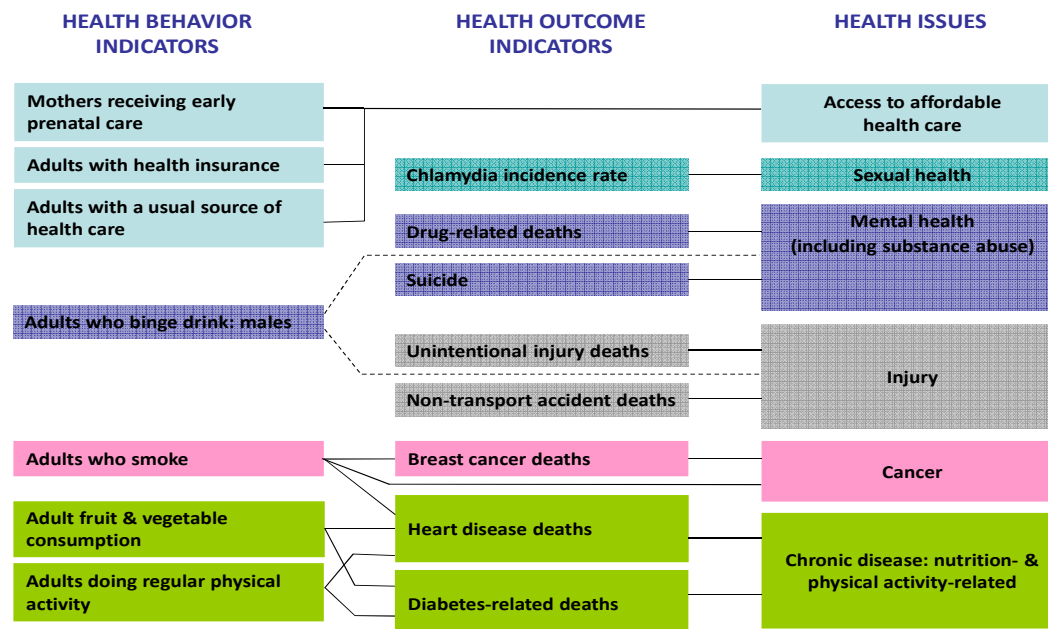 HEALTH BEHAVIOR
INDICATORS
HEALTH OUTCOME
INDICATORS
HEALTH ISSUES
Mothers receiving early
prenatal care
Adults with health insurance
Adults with a usual source of
health care
Adults who binge drink: males
Adults who smoke
Adult fruit & vegetable
consumption
Adults doing regular physical
activity
Chlamydia incidence rate
Drug-related deaths
Suicide
Unintentional injury deaths
Non-transport accident deaths
Breast cancer deaths
Heart disease deaths
Diabetes-related deaths
Access to affordable
health care
Sexual health
Mental health
(including substance abuse)
Injury
Cancer
Chronic disease: nutrition- &
physical activity-related